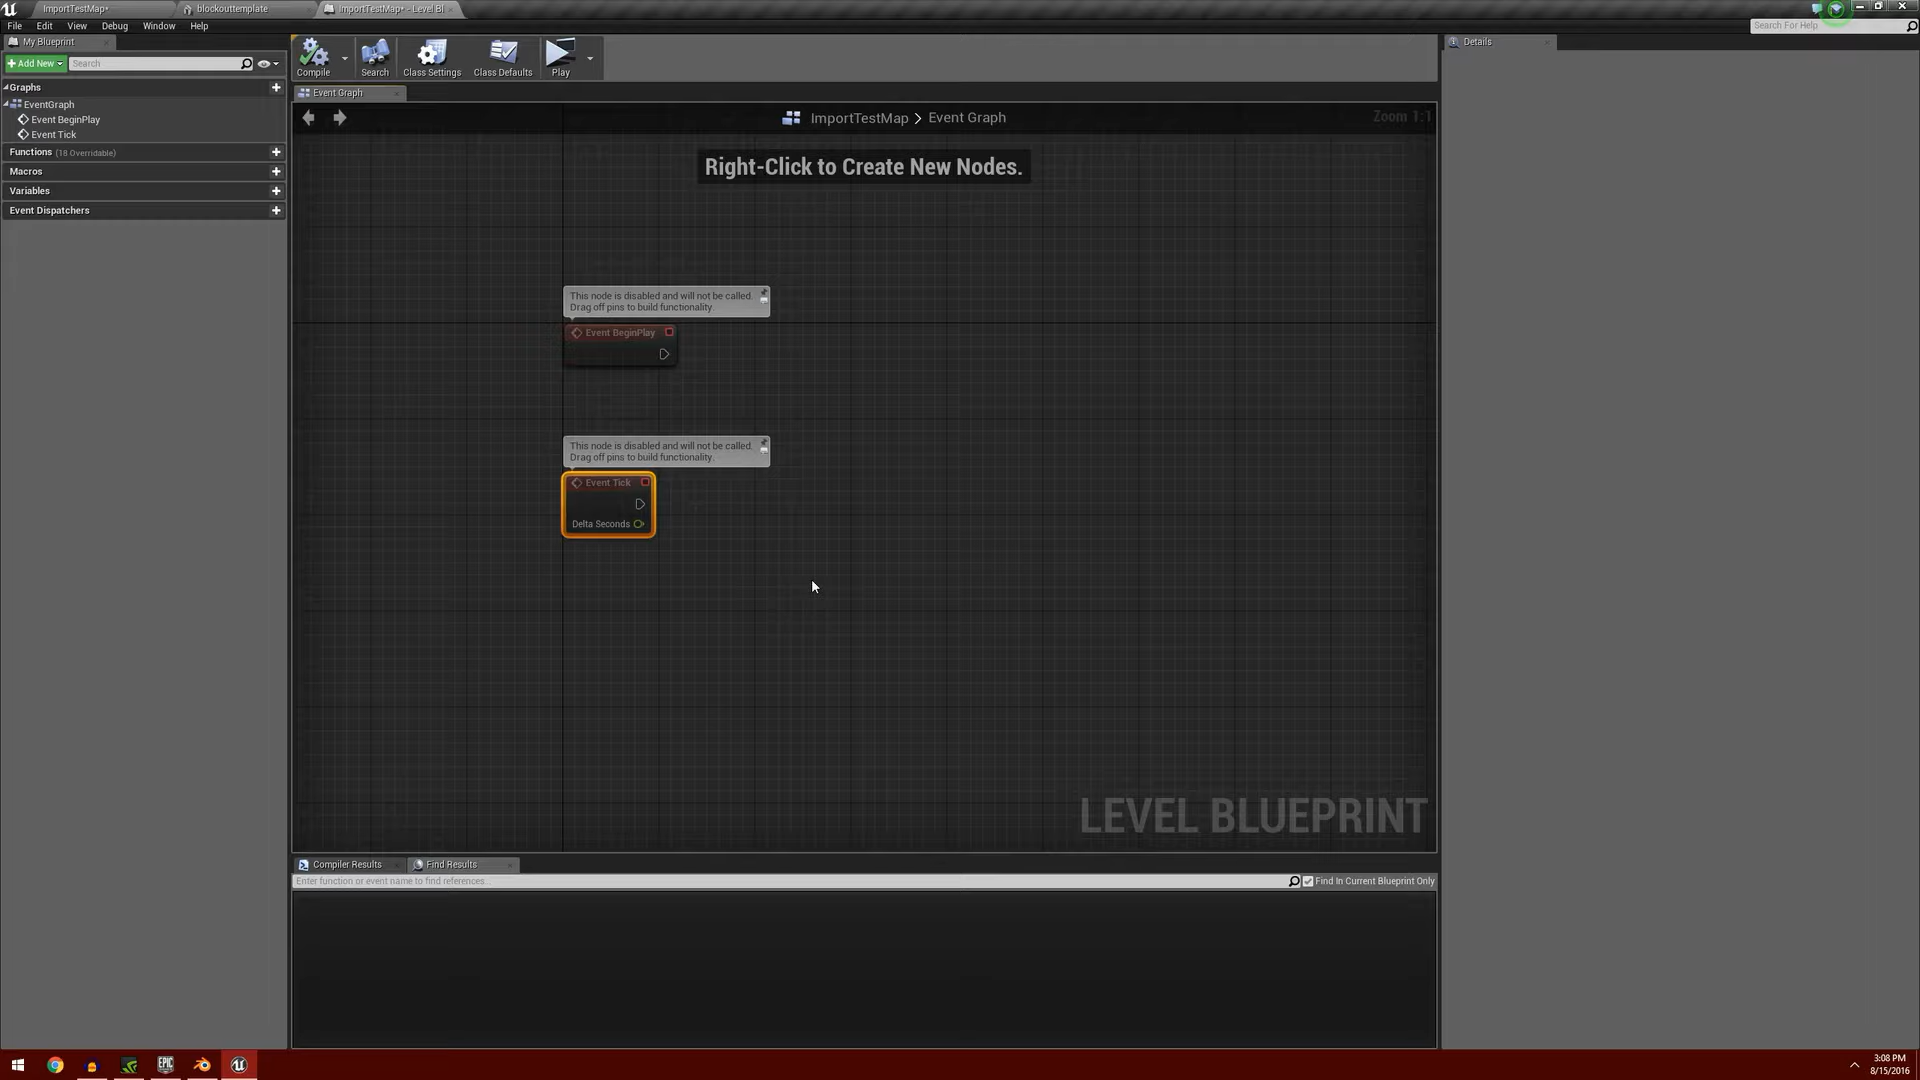 ImportTestMap*
blockouttemplate
ImportTestMap* - Level Bl
File Edit View Debug Window Help
Search For Help
My Blueprint
Add New
Search
Compile
Search
Class Settings
Class Defaults
Play
Details
Graphs
EventGraph
Event BeginPlay
Event Tick
Functions (18 Overridable)
Macros
Variables
Event Dispatchers
Event Graph
ImportTestMap > Event Graph
Zoom 1:1
Right-Click to Create New Nodes.
This node is disabled and will not be called.
Drag off pins to build functionality.
Event BeginPlay
This node is disabled and will not be called.
Drag off pins to build functionality.
Event Tick
Delta Seconds
LEVEL BLUEPRINT
Compiler Results
Find Results
Enter function or event name to find references...
Find In Current Blueprint Only
EPIC
3:08 PM
8/15/2016